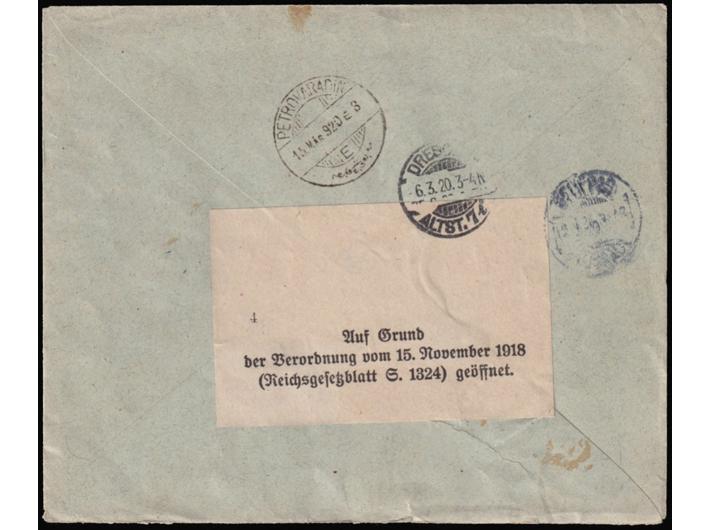 PETROVARADIN
15 MAR 920 E 8
E
DRES
6.3.20.3-4N
ALTST.
4
Auf Grund
der Verordnung vom 15. November 1918
(Reichsgesetzblatt S. 1324) geöffnet.